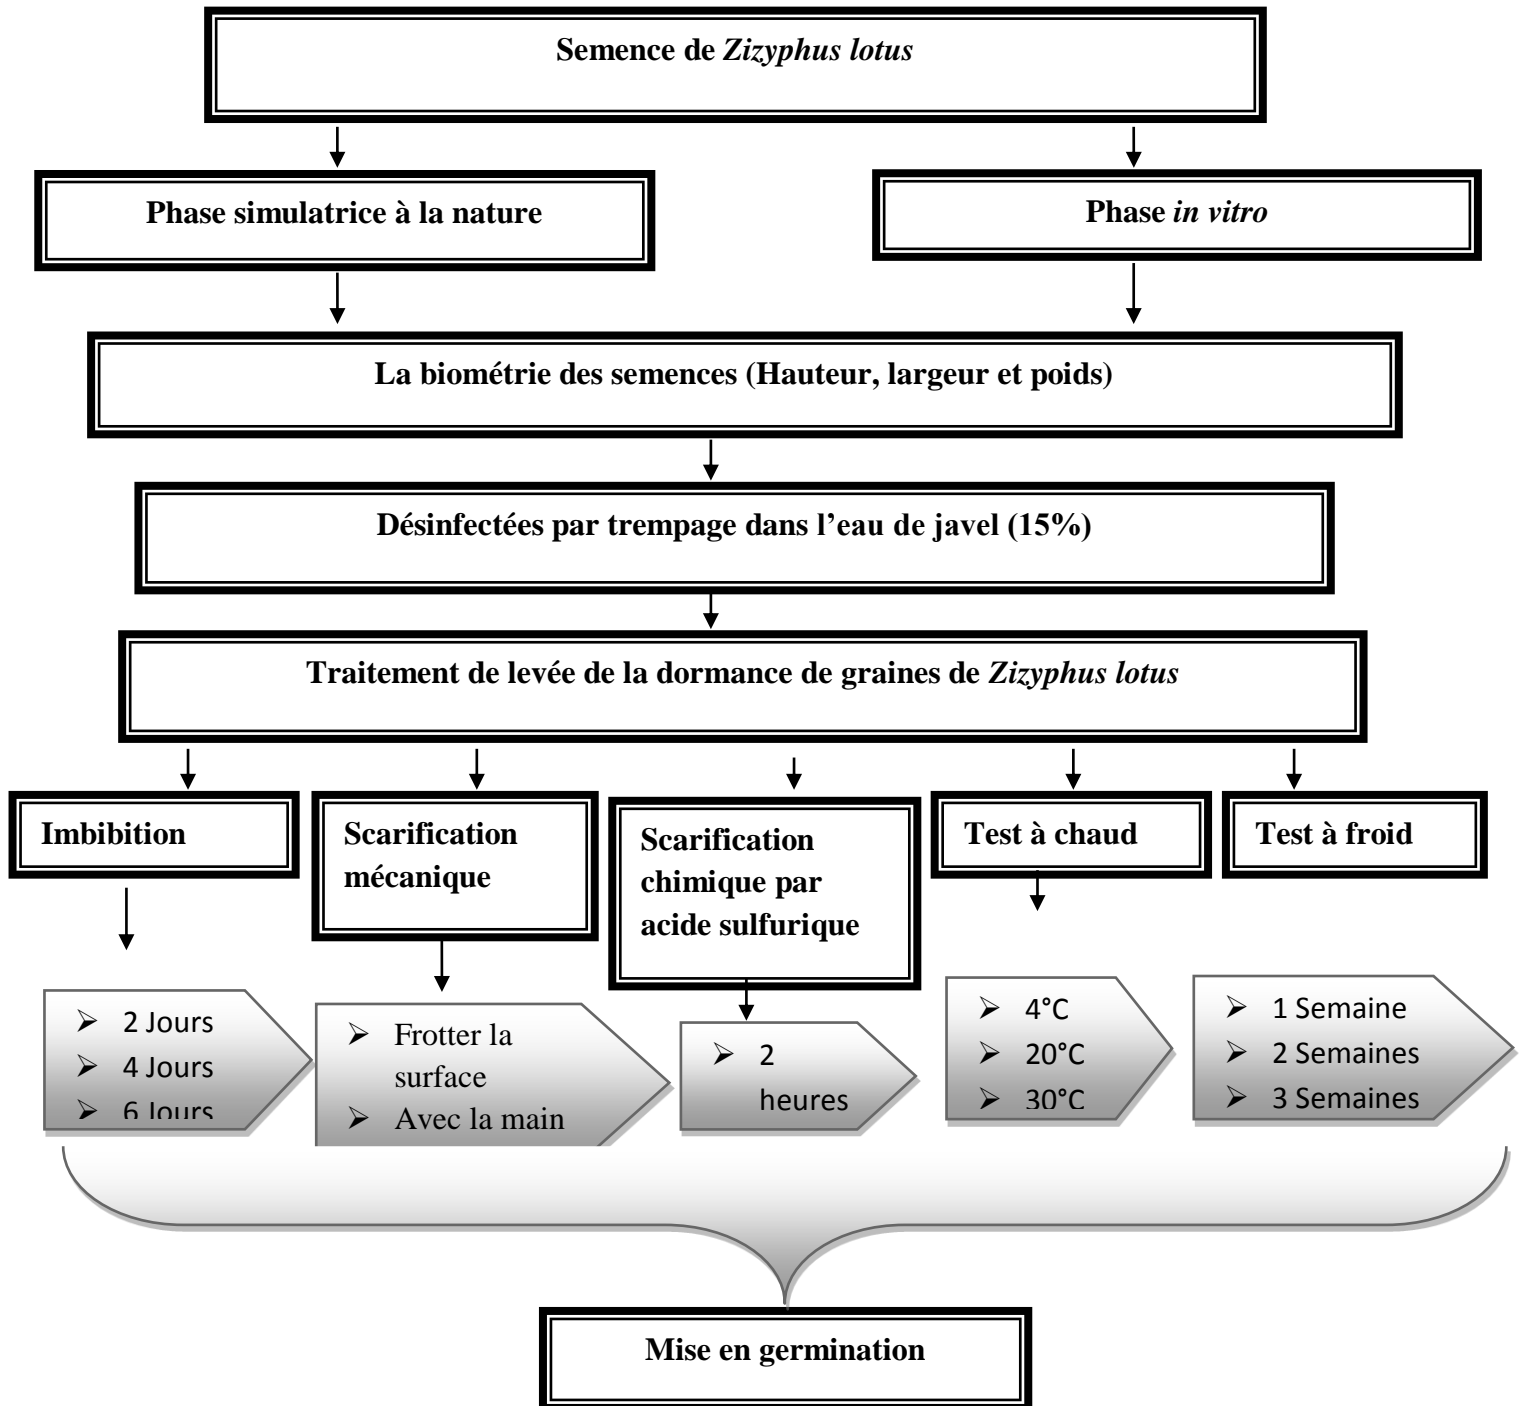 Semence de Zizyphus lotus
Phase simulatrice à la nature
Phase in vitro
La biométrie des semences (Hauteur, largeur et poids)
Désinfectées par trempage dans l’eau de javel (15%)
Traitement de levée de la dormance de graines de Zizyphus lotus
Imbibition
Scarification
mécanique
Scarification
chimique par
acide sulfurique
Test à chaud
Test à froid
➢ 2 Jours
➢ 4 Jours
➢ 6 Jours
➢ Frotter la
surface
➢ Avec la main
➢ 2
heures
➢ 4°C
➢ 20°C
➢ 30°C
➢ 1 Semaine
➢ 2 Semaines
➢ 3 Semaines
Mise en germination